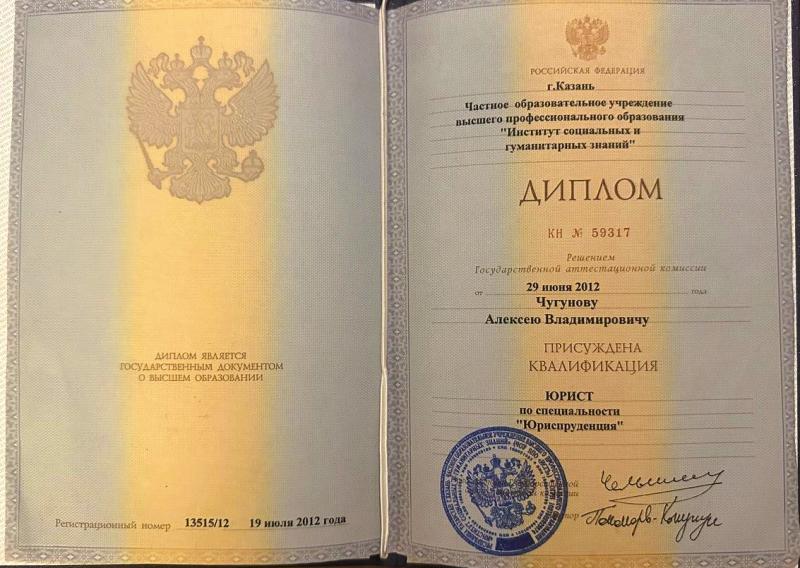 ДИПЛОМ ЯВЛЯЕТСЯ
ГОСУДАРСТВЕННЫМ ДОКУМЕНТОМ
О ВЫСШЕМ ОБРАЗОВАНИИ
Регистрационный номер 13515/12 19 июля 2012 года
РОССИЙСКАЯ ФЕДЕРАЦИЯ
г.Казань
Частное образовательное учреждение
высшего профессионального образования
"Институт социальных и
гуманитарных знаний"
ДИПЛОМ
КН № 59317
Решением
Государственной аттестационной комиссии
от 29 июня 2012 года
Чугунову
Алексею Владимировичу
ПРИСУЖДЕНА
КВАЛИФИКАЦИЯ
ЮРИСТ
по специальности
"Юриспруденция"